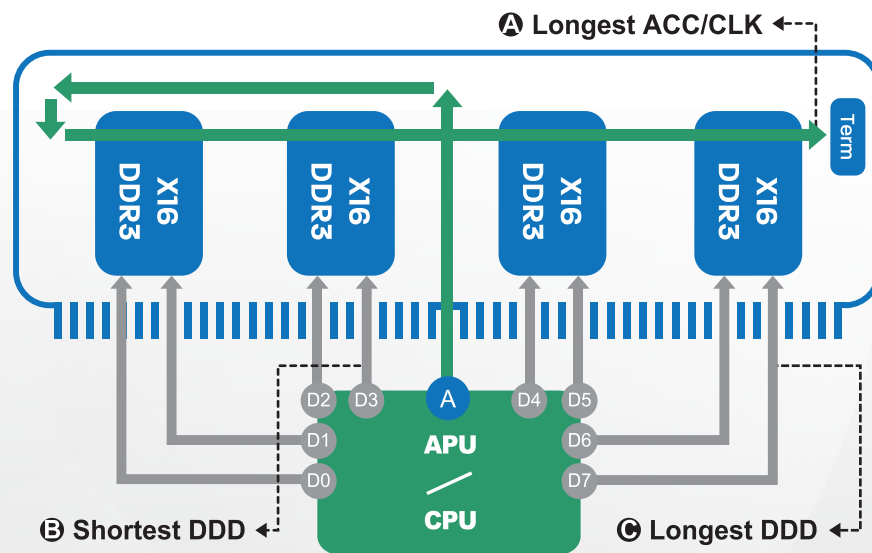 A Longest ACC/CLK
Term
X16
DDR3
X16
DDR3
X16
DDR3
X16
DDR3
D2
D3
A
D4
D5
D1
APU
D6
D0
CPU
D7
B Shortest DDD
C Longest DDD